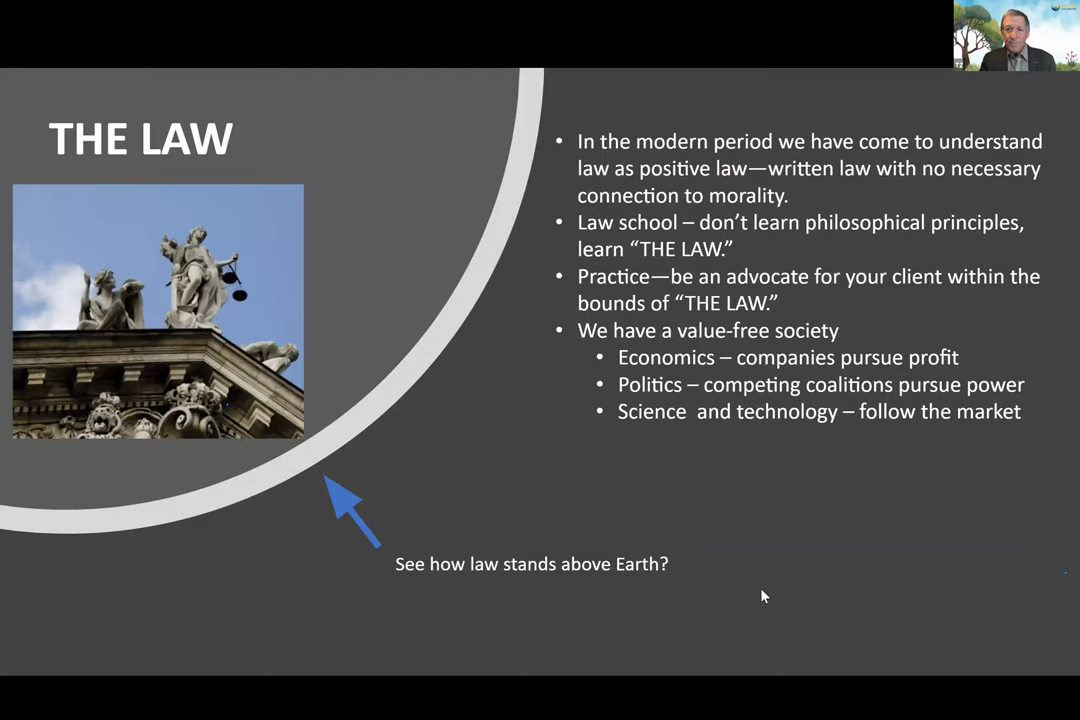 THE LAW
• In the modern period we have come to understand
law as positive law—written law with no necessary
connection to morality.
• Law school – don’t learn philosophical principles,
learn “THE LAW.”
• Practice—be an advocate for your client within the
bounds of “THE LAW.”
• We have a value-free society
• Economics – companies pursue profit
• Politics – competing coalitions pursue power
• Science  and technology – follow the market
See how law stands above Earth?